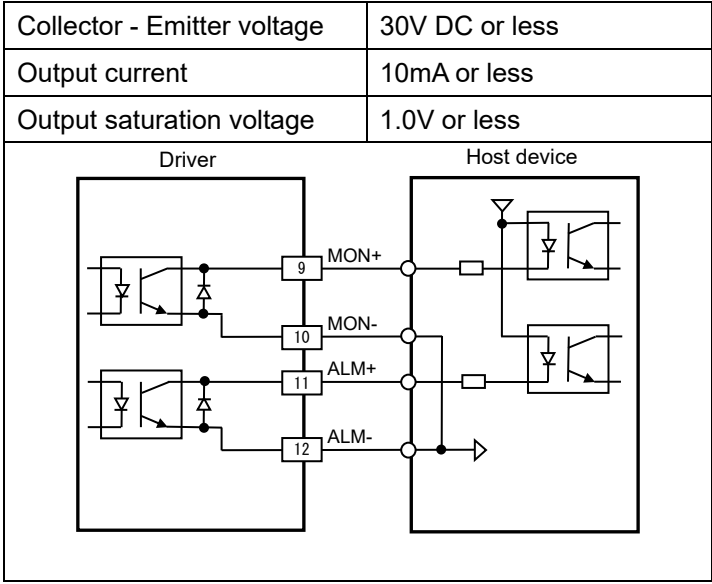 Collector - Emitter voltage 30V DC or less
Output current 10mA or less
Output saturation voltage 1.0V or less
Driver Host device
9 MON+
10 MON-
11 ALM+
12 ALM-